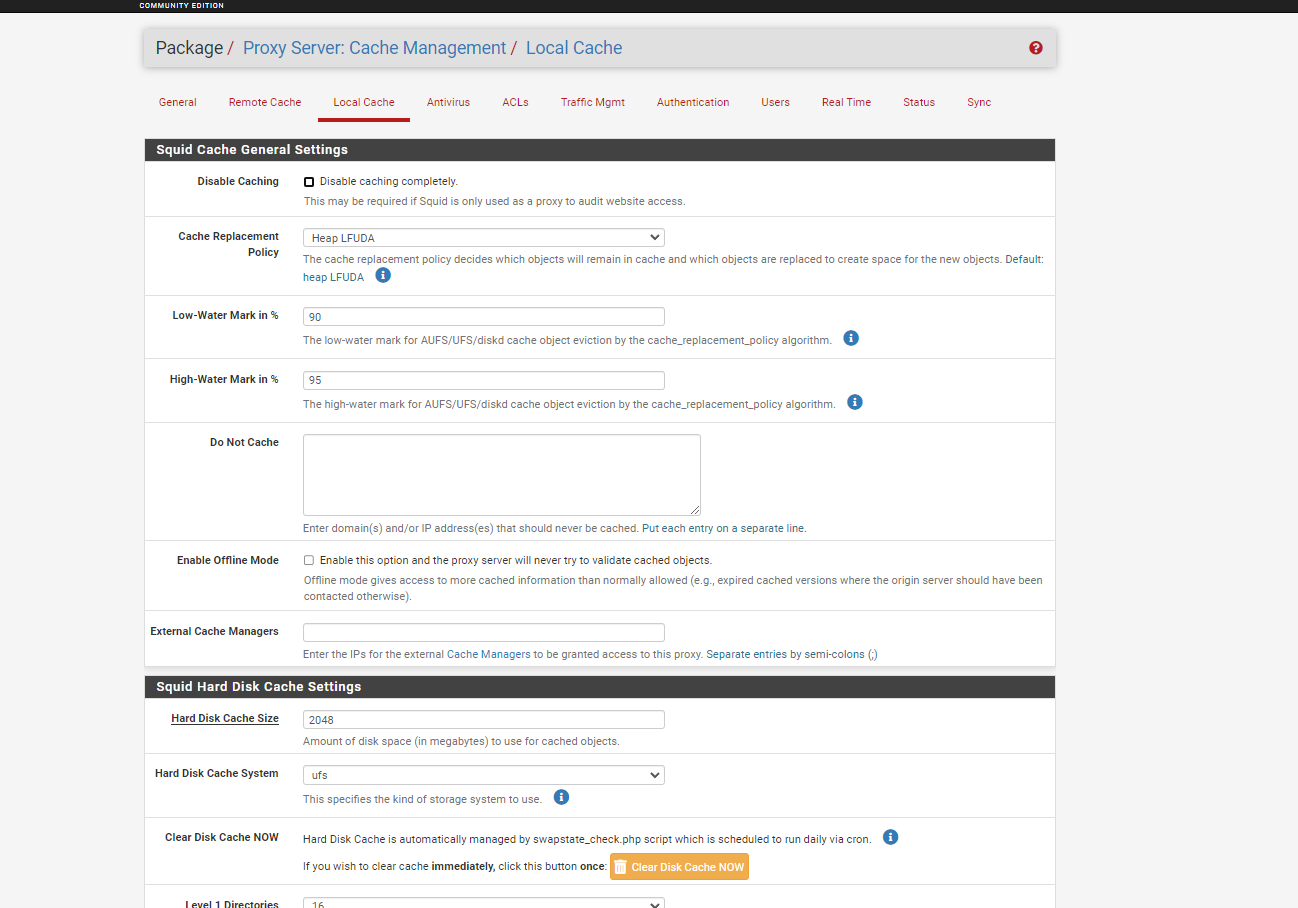 COMMUNITY EDITION
Package / Proxy Server: Cache Management / Local Cache
General Remote Cache Local Cache Antivirus ACLs Traffic Mgmt Authentication Users Real Time Status Sync
Squid Cache General Settings
Disable Caching
Disable caching completely.
This may be required if Squid is only used as a proxy to audit website access.
Cache Replacement
Policy
Heap LFUDA
The cache replacement policy decides which objects will remain in cache and which objects are replaced to create space for the new objects. Default:
heap LFUDA
Low-Water Mark in %
90
The low-water mark for AUFS/UFS/diskd cache object eviction by the cache_replacement_policy algorithm.
High-Water Mark in %
95
The high-water mark for AUFS/UFS/diskd cache object eviction by the cache_replacement_policy algorithm.
Do Not Cache
Enter domain(s) and/or IP address(es) that should never be cached. Put each entry on a separate line.
Enable Offline Mode
Enable this option and the proxy server will never try to validate cached objects.
Offline mode gives access to more cached information than normally allowed (e.g., expired cached versions where the origin server should have been
contacted otherwise).
External Cache Managers
Enter the IPs for the external Cache Managers to be granted access to this proxy. Separate entries by semi-colons (;)
Squid Hard Disk Cache Settings
Hard Disk Cache Size
2048
Amount of disk space (in megabytes) to use for cached objects.
Hard Disk Cache System
ufs
This specifies the kind of storage system to use.
Clear Disk Cache NOW
Hard Disk Cache is automatically managed by swapstate_check.php script which is scheduled to run daily via cron.
If you wish to clear cache immediately, click this button once: Clear Disk Cache NOW
Level 1 Directories
16